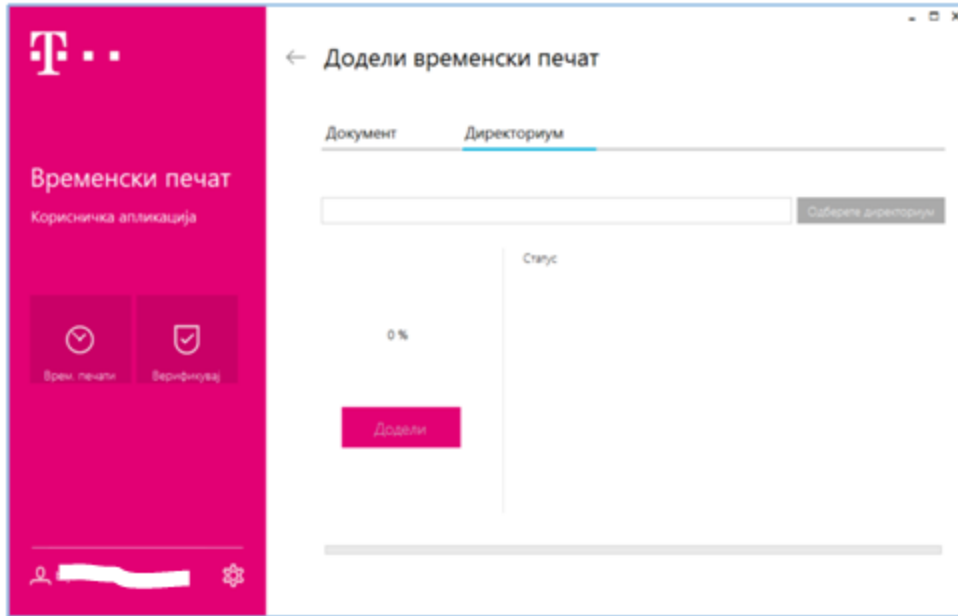 T
Временски печат
Корисничка апликација
Врем. печати
Верификувај
Додели временски печат
Документ Директориум
Одберете директориум
Статус
0 %
Додели